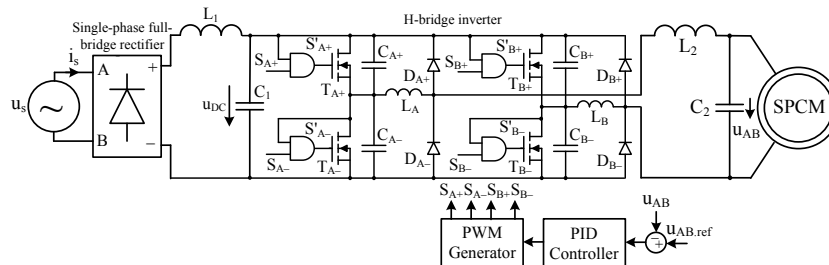 Single-phase full-
bridge rectifier
L1
H-bridge inverter
is
A
+
us
B
−
uDC
C1
SA+
S'A+
TA+
CA+
DA+
LA
SB+
S'B+
TB+
CB+
DB+
LB
SA−
S'A−
TA−
CA−
DA−
SB−
S'B−
TB−
CB−
DB−
L2
C2
uAB
SPCM
SA+ SA− SB+ SB−
PWM
Generator
PID
Controller
uAB
−
+
uAB.ref